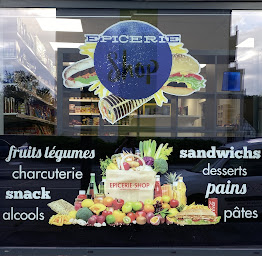 EPICERIE
Shop
fruits légumes
charcuterie
snack
alcools
EPICERIE-SHOP
sandwichs
desserts
pains
pâtes